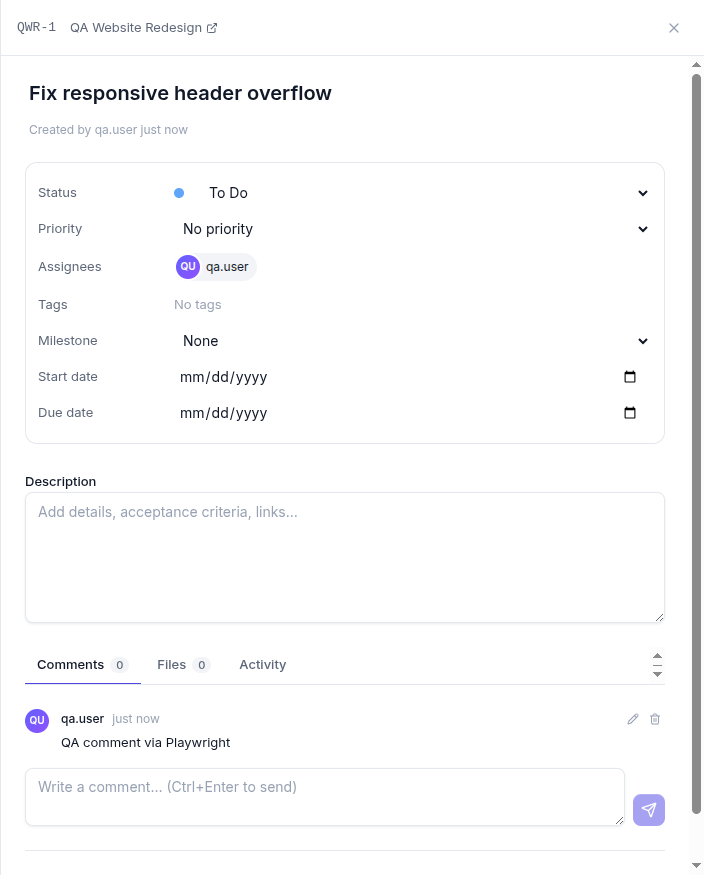 QWR-1 QA Website Redesign
Fix responsive header overflow
Created by qa.user just now
Status To Do
Priority No priority
Assignees QU qa.user
Tags No tags
Milestone None
Start date mm/dd/yyyy
Due date mm/dd/yyyy
Description
Add details, acceptance criteria, links...
Comments 0 Files 0 Activity
QU qa.user just now
QA comment via Playwright
Write a comment... (Ctrl+Enter to send)